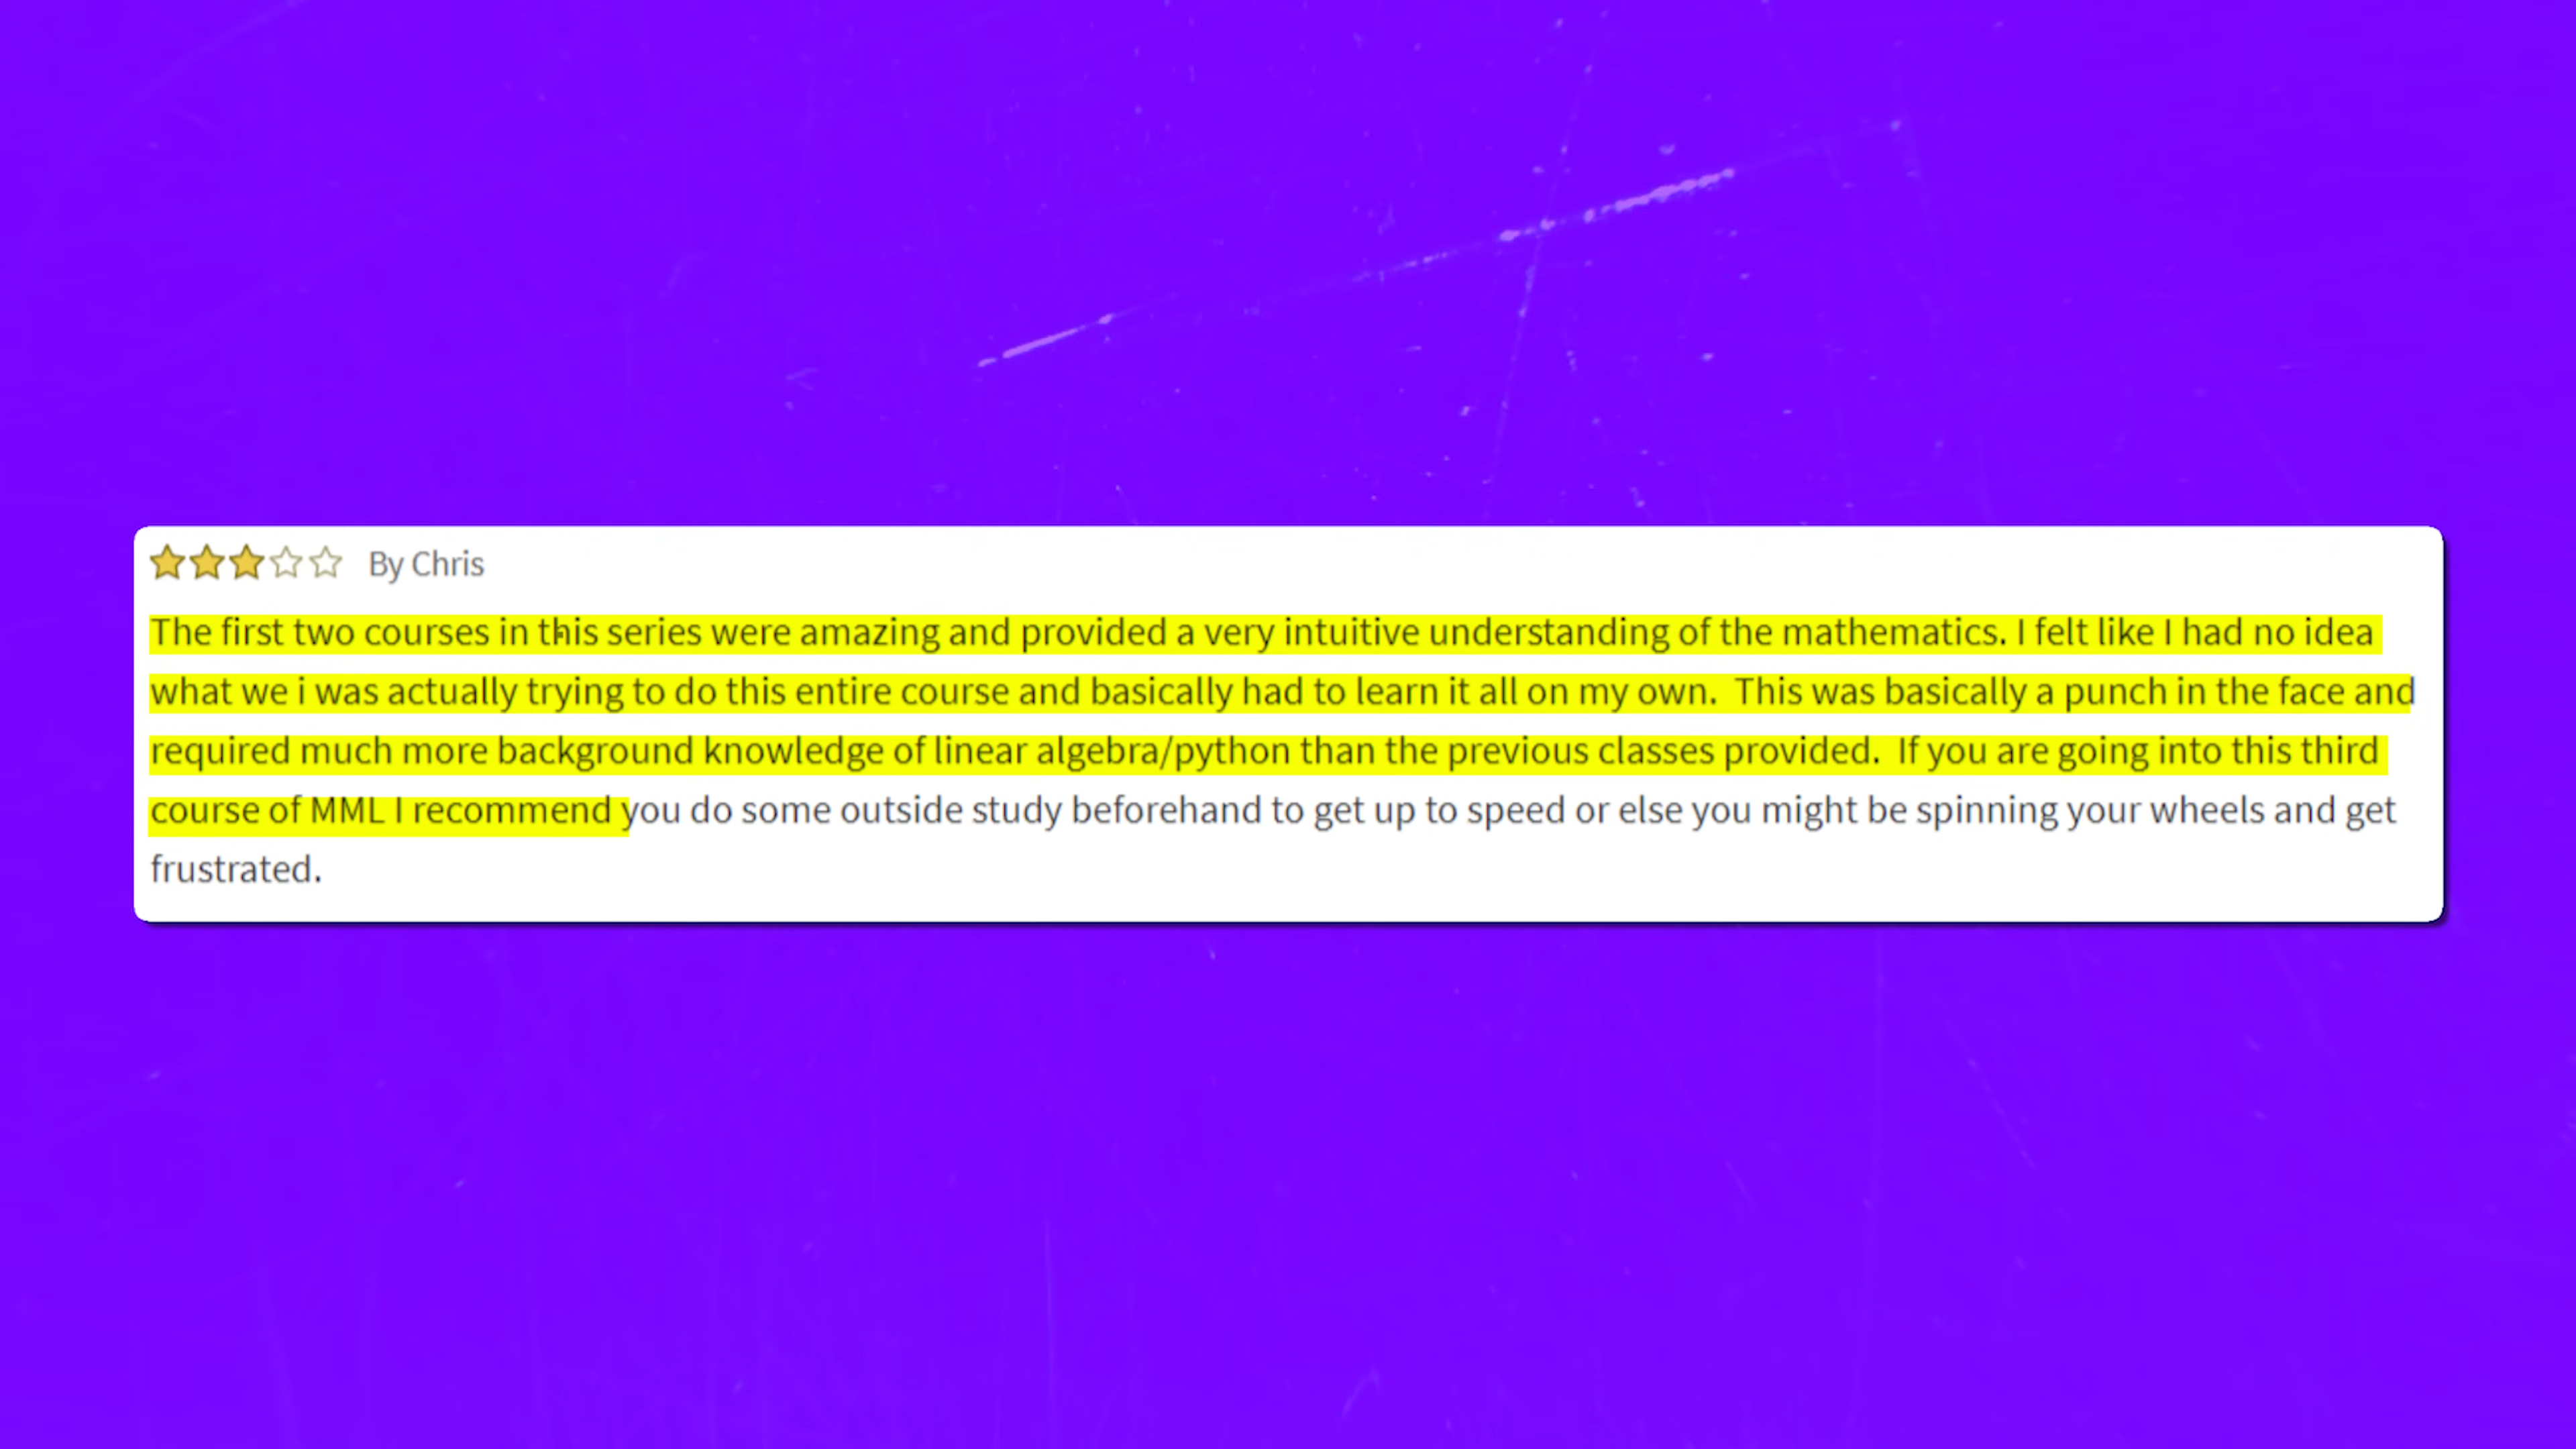 By Chris
The first two courses in this series were amazing and provided a very intuitive understanding of the mathematics. I felt like I had no idea
what we i was actually trying to do this entire course and basically had to learn it all on my own.  This was basically a punch in the face and
required much more background knowledge of linear algebra/python than the previous classes provided.  If you are going into this third
course of MML I recommend you do some outside study beforehand to get up to speed or else you might be spinning your wheels and get
frustrated.